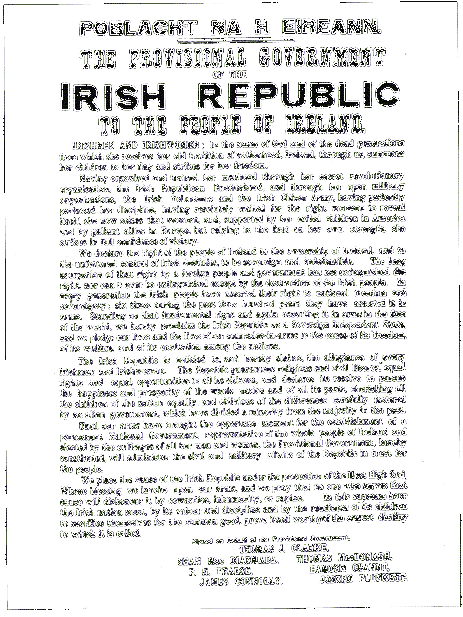 POBLACHT NA H EIREANN.
THE PROVISIONAL GOVERNMENT
OF THE
IRISH REPUBLIC
TO THE PEOPLE OF IRELAND.
IRISHMEN AND IRISHWOMEN: In the name of God and of the dead generations
from which she receives her old tradition of nationhood, Ireland, through us, summons
her children to her flag and strikes for her freedom.
Having organised and trained her manhood through her secret revolutionary
organisation, the Irish Republican Brotherhood, and through her open military
organisations, the Irish Volunteers and the Irish Citizen Army, having patiently
perfected her discipline, having resolutely waited for the right moment to reveal
itself, she now seizes that moment, and, supported by her exiled children in America
and by gallant allies in Europe, but relying in the first on her own strength, she
strikes in full confidence of victory.
We declare the right of the people of Ireland to the ownership of Ireland, and to
the unfettered control of Irish destinies, to be sovereign and indefeasible. The long
usurpation of that right by a foreign people and government has not extinguished the
right, nor can it ever be extinguished except by the destruction of the Irish people. In
every generation the Irish people have asserted their right to national freedom and
sovereignty; six times during the past three hundred years they have asserted it in
arms. Standing on that fundamental right and again asserting it in arms in the face
of the world, we hereby proclaim the Irish Republic as a Sovereign Independent State,
and we pledge our lives and the lives of our comrades-in-arms to the cause of its freedom,
of its welfare, and of its exaltation among the nations.
The Irish Republic is entitled to, and hereby claims, the allegiance of every
Irishman and Irishwoman. The Republic guarantees religious and civil liberty, equal
rights and equal opportunities to all its citizens, and declares its resolve to pursue
the happiness and prosperity of the whole nation and of all its parts, cherishing all
the children of the nation equally, and oblivious of the differences carefully fostered
by an alien government, which have divided a minority from the majority in the past.
Until our arms have brought the opportune moment for the establishment of a
permanent National Government, representative of the whole people of Ireland and
elected by the suffrages of all her men and women, the Provisional Government, hereby
constituted, will administer the civil and military affairs of the Republic in trust for
the people.
We place the cause of the Irish Republic under the protection of the Most High God,
Whose blessing we invoke upon our arms, and we pray that no one who serves that
cause will dishonour it by cowardice, inhumanity, or rapine. In this supreme hour
the Irish nation must, by its valour and discipline and by the readiness of its children
to sacrifice themselves for the common good, prove itself worthy of the august destiny
to which it is called.
Signed on Behalf of the Provisional Government,
THOMAS J. CLARKE,
SEAN Mac DIARMADA, THOMAS MacDONAGH,
P. H. PEARSE, EAMONN CEANNT,
JAMES CONNOLLY, JOSEPH PLUNKETT.